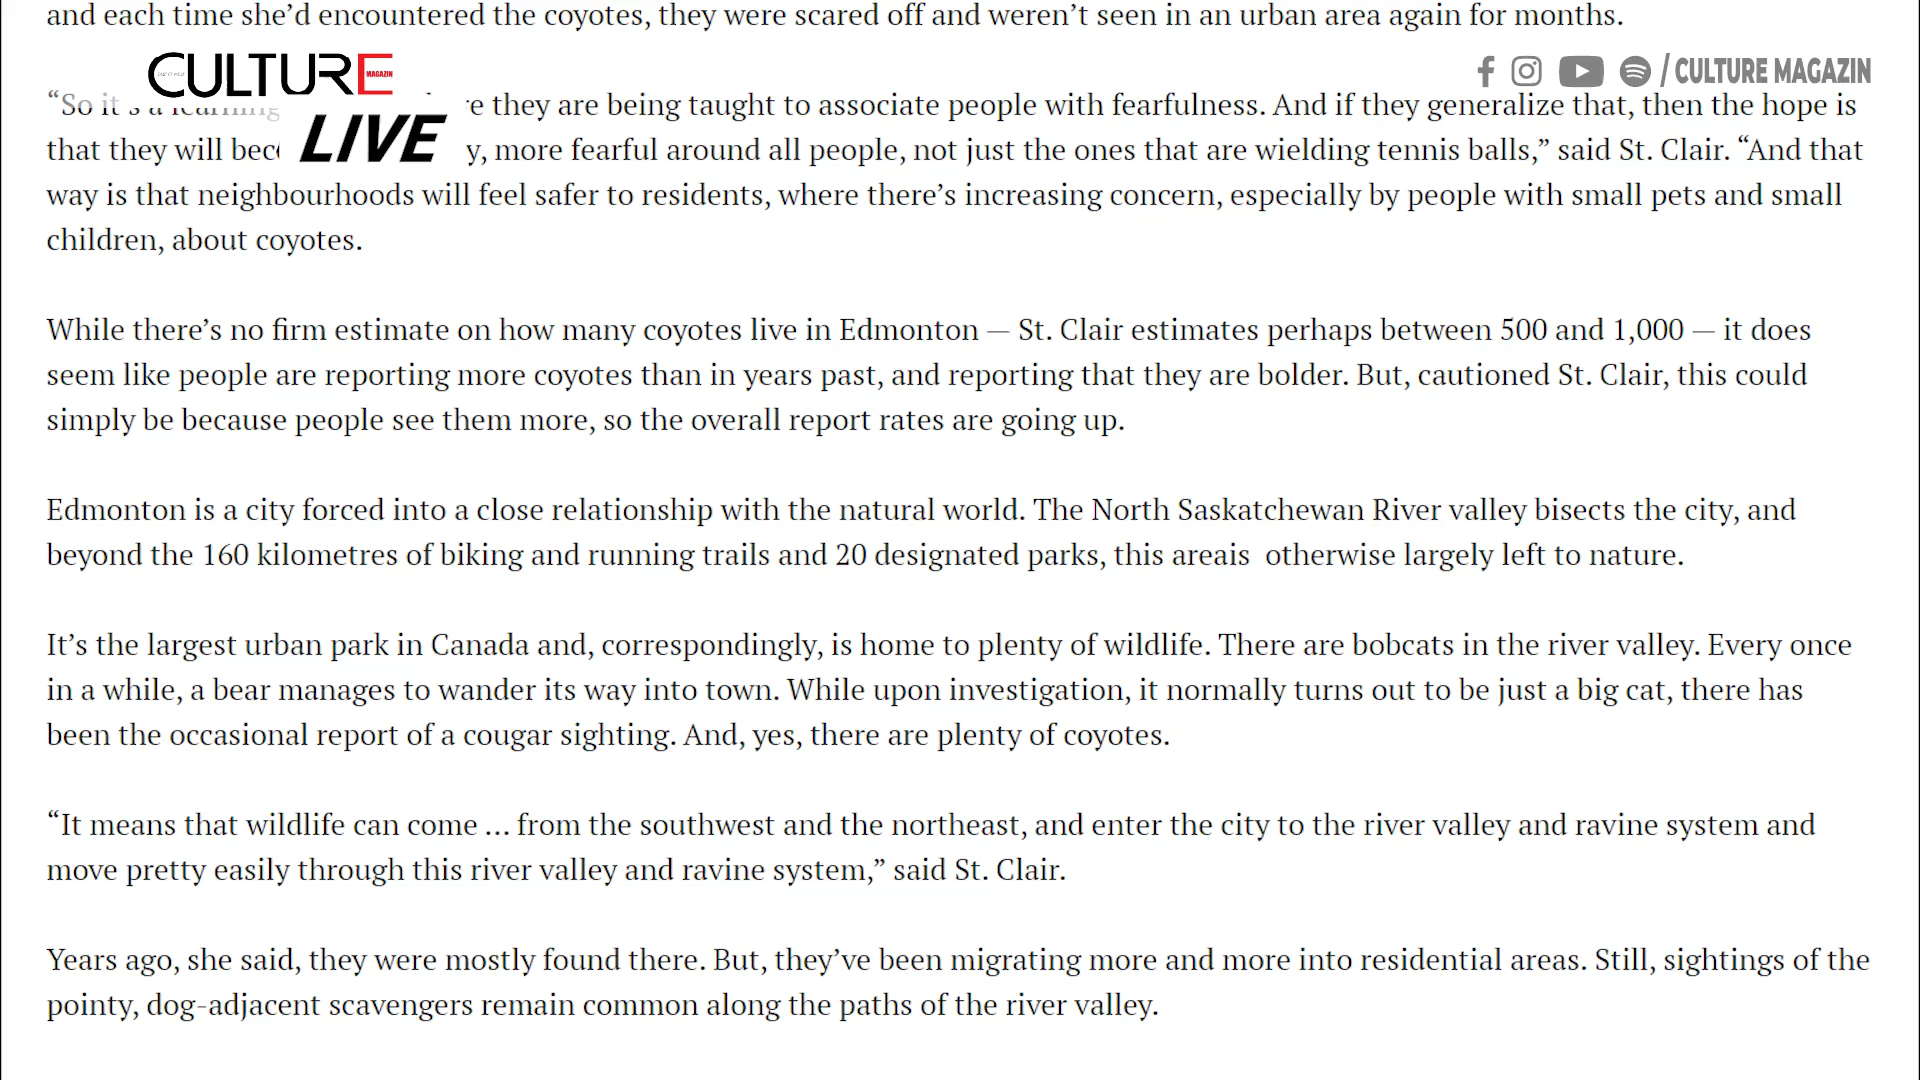 and each time she’d encountered the coyotes, they were scared off and weren’t seen in an urban area again for months.
CULTURE
MAGAZIN
LIVE
/ CULTURE MAGAZIN
“So it’s a learning they are being taught to associate people with fearfulness. And if they generalize that, then the hope is
that they will more fearful around all people, not just the ones that are wielding tennis balls,” said St. Clair. “And that
way is that neighbourhoods will feel safer to residents, where there’s increasing concern, especially by people with small pets and small
children, about coyotes.
While there’s no firm estimate on how many coyotes live in Edmonton — St. Clair estimates perhaps between 500 and 1,000 — it does
seem like people are reporting more coyotes than in years past, and reporting that they are bolder. But, cautioned St. Clair, this could
simply be because people see them more, so the overall report rates are going up.
Edmonton is a city forced into a close relationship with the natural world. The North Saskatchewan River valley bisects the city, and
beyond the 160 kilometres of biking and running trails and 20 designated parks, this areais otherwise largely left to nature.
It’s the largest urban park in Canada and, correspondingly, is home to plenty of wildlife. There are bobcats in the river valley. Every once
in a while, a bear manages to wander its way into town. While upon investigation, it normally turns out to be just a big cat, there has
been the occasional report of a cougar sighting. And, yes, there are plenty of coyotes.
“It means that wildlife can come … from the southwest and the northeast, and enter the city to the river valley and ravine system and
move pretty easily through this river valley and ravine system,” said St. Clair.
Years ago, she said, they were mostly found there. But, they’ve been migrating more and more into residential areas. Still, sightings of the
pointy, dog-adjacent scavengers remain common along the paths of the river valley.